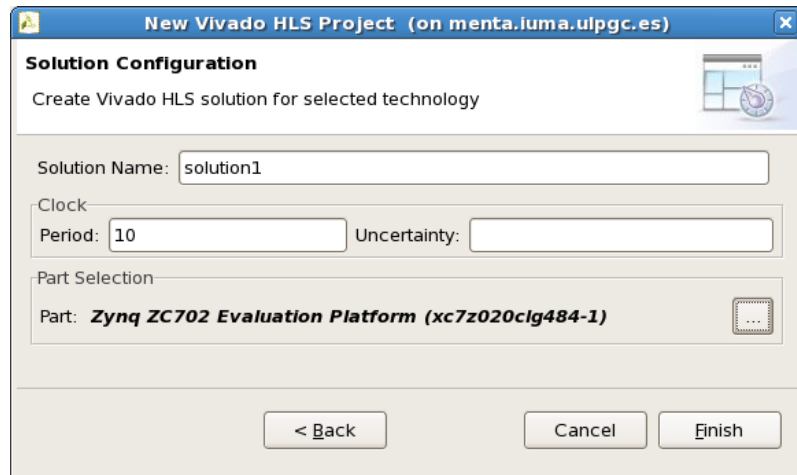 New Vivado HLS Project (on menta.iuma.ulpgc.es)
Solution Configuration
Create Vivado HLS solution for selected technology
Solution Name: solution1
Clock
Period: 10 Uncertainty:
Part Selection
Part: Zynq ZC702 Evaluation Platform (xc7z020clg484-1) ...
< Back Cancel Finish